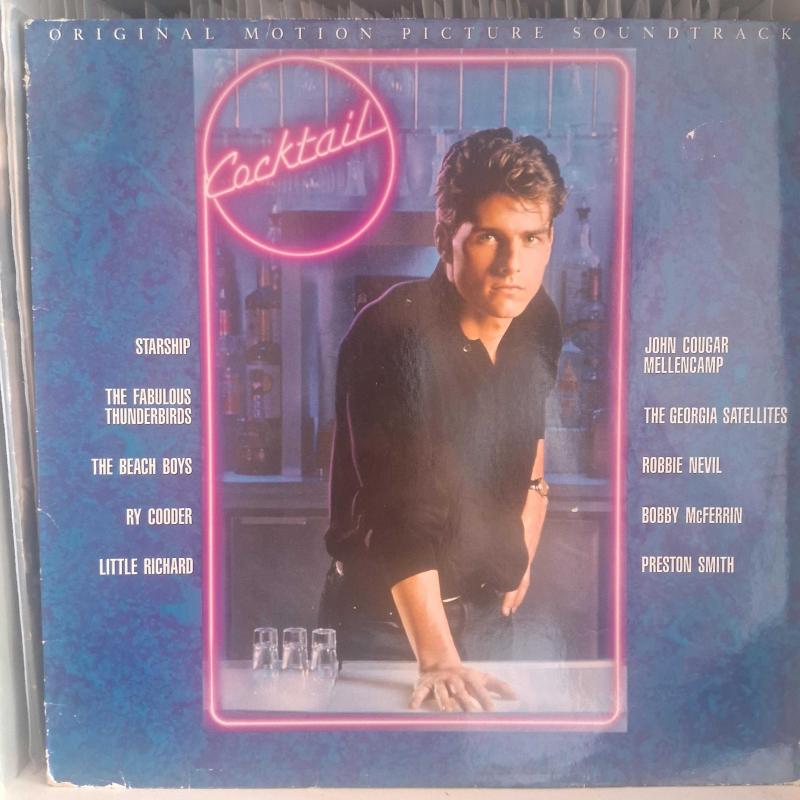 ORIGINAL MOTION PICTURE SOUNDTRACK
Cocktail
STARSHIP
THE FABULOUS
THUNDERBIRDS
THE BEACH BOYS
RY COODER
LITTLE RICHARD
JOHN COUGAR
MELLENCAMP
THE GEORGIA SATELLITES
ROBBIE NEVIL
BOBBY McFERRIN
PRESTON SMITH